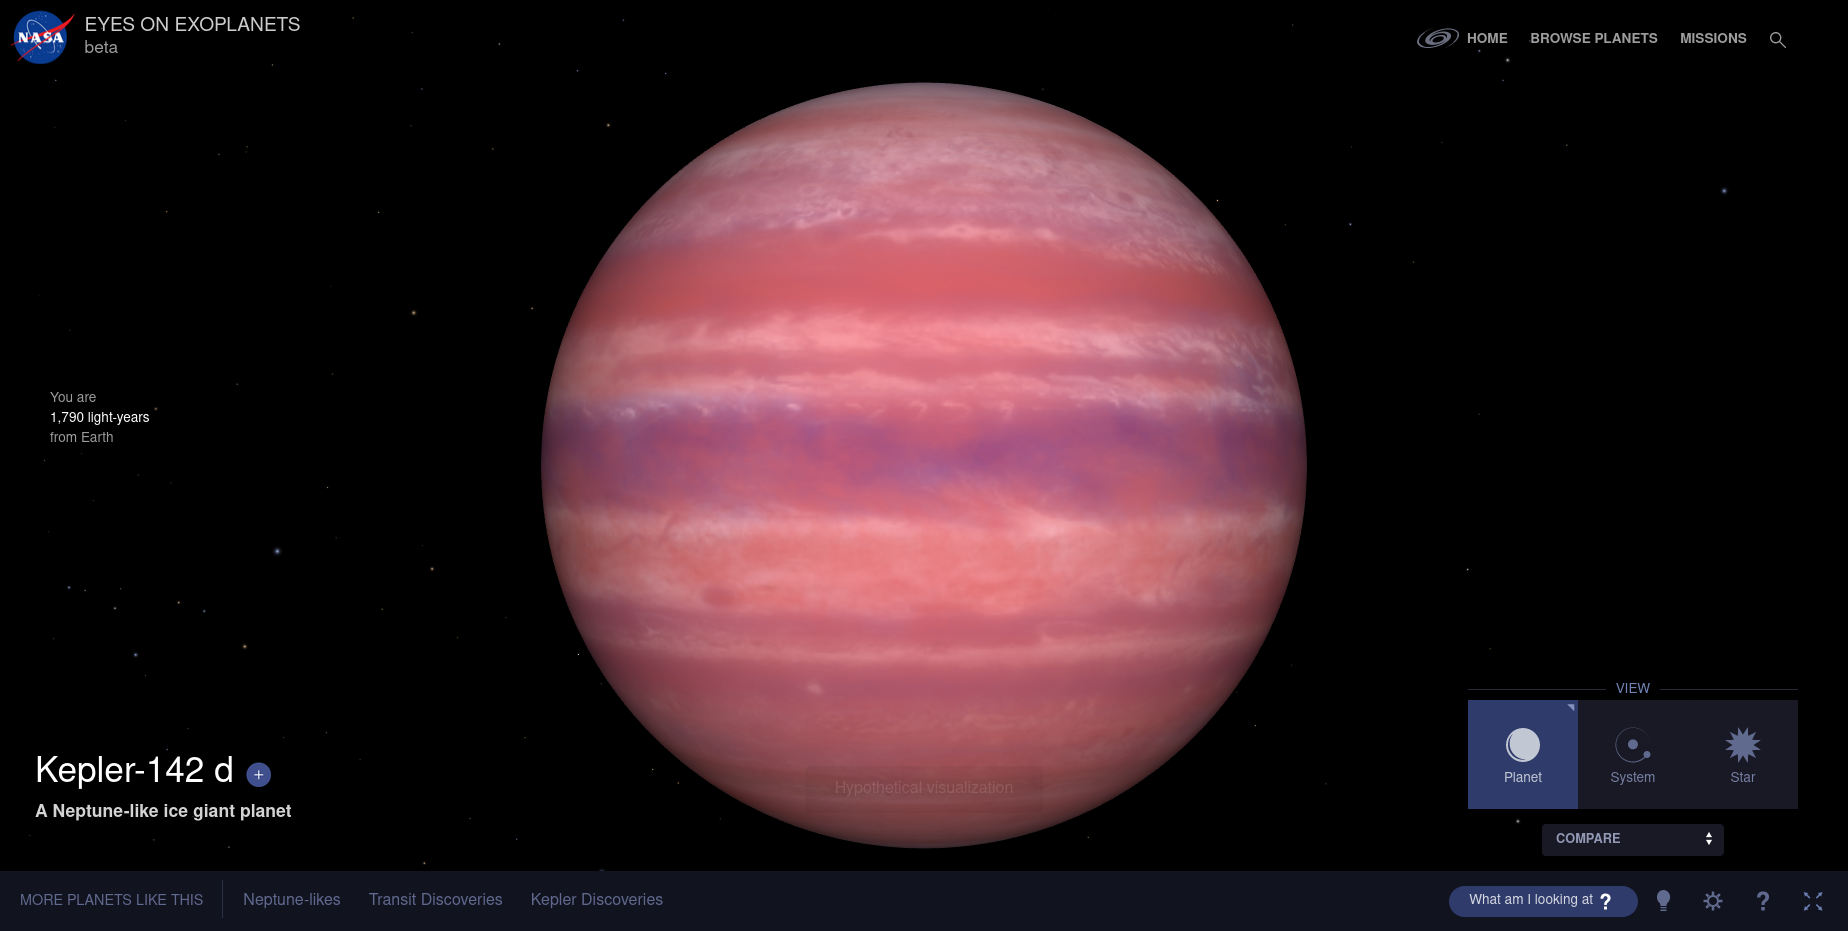 NASA
EYES ON EXOPLANETS
beta
HOME
BROWSE PLANETS
MISSIONS
You are
1,790 light-years
from Earth
Kepler-142 d +
A Neptune-like ice giant planet
Hypothetical visualization
VIEW
Planet
System
Star
COMPARE
MORE PLANETS LIKE THIS
Neptune-likes
Transit Discoveries
Kepler Discoveries
What am I looking at ?
?